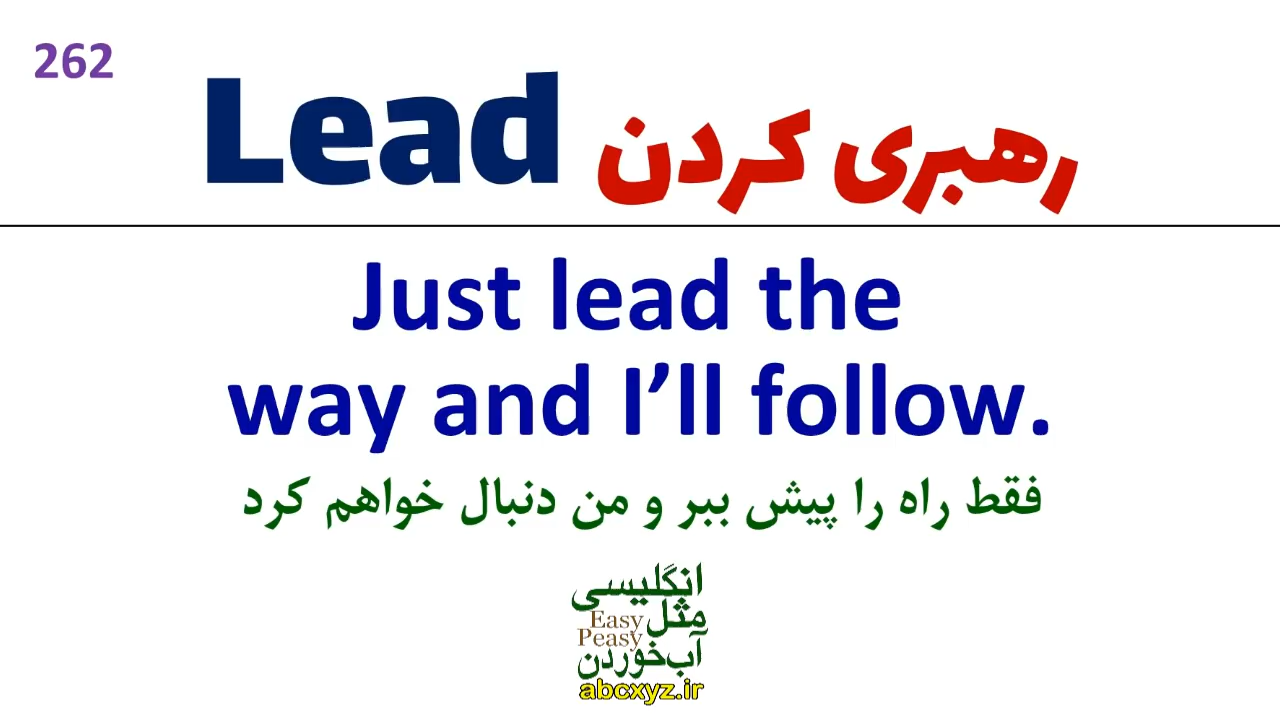 262
Lead رهبری کردن
Just lead the
way and I’ll follow.
فقط راه را پیش ببر و من دنبال خواهم کرد
انگلیسی
مثل Easy
Peasy
آب‌خوردن
abcxyz.ir